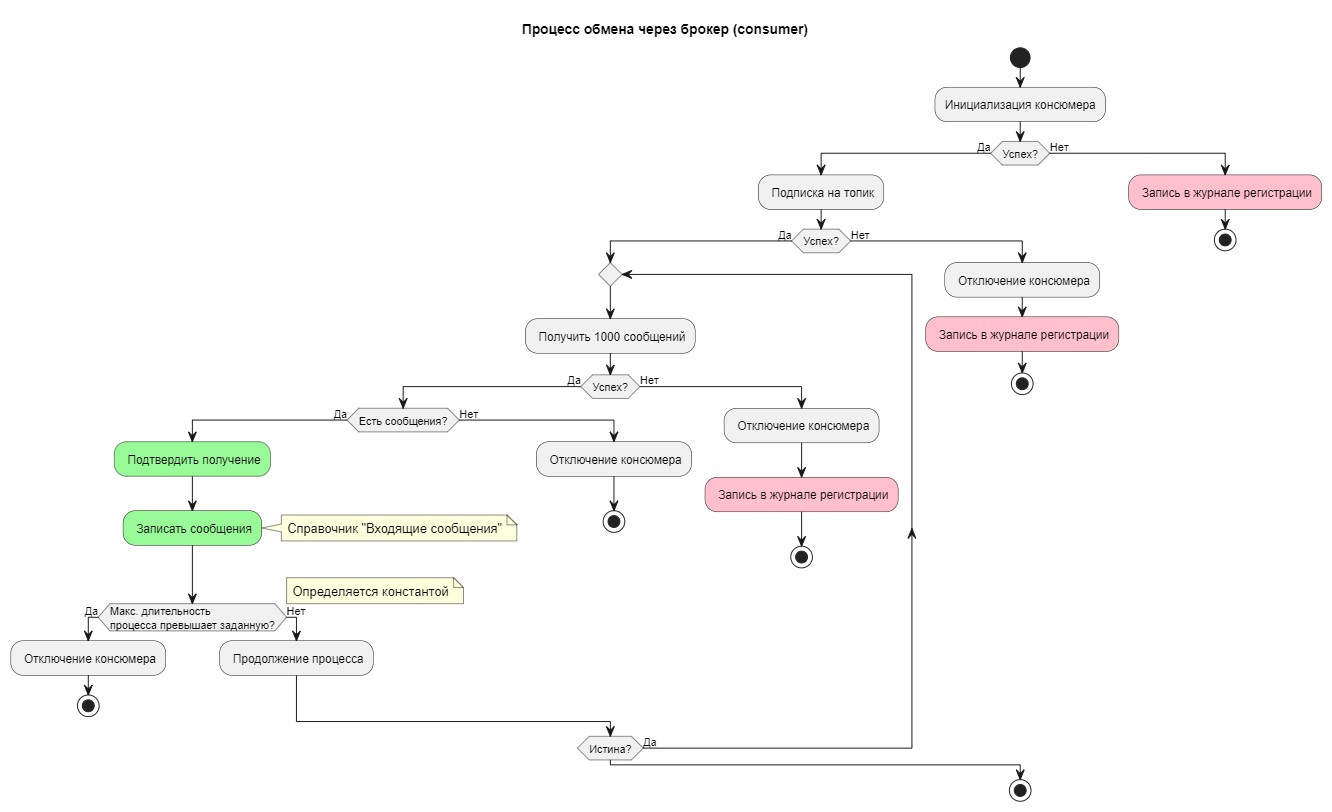 Процесс обмена через брокер (consumer)
Инициализация консюмера
Да
Успех?
Нет
Подписка на топик
Запись в журнале регистрации
Да
Успех?
Нет
Отключение консюмера
Запись в журнале регистрации
Получить 1000 сообщений
Да
Успех?
Нет
Да
Есть сообщения?
Нет
Отключение консюмера
Запись в журнале регистрации
Подтвердить получение
Отключение консюмера
Записать сообщения
Справочник "Входящие сообщения"
Определяется константой
Да
Макс. длительность
процесса превышает заданную?
Нет
Отключение консюмера
Продолжение процесса
Истина?
Да